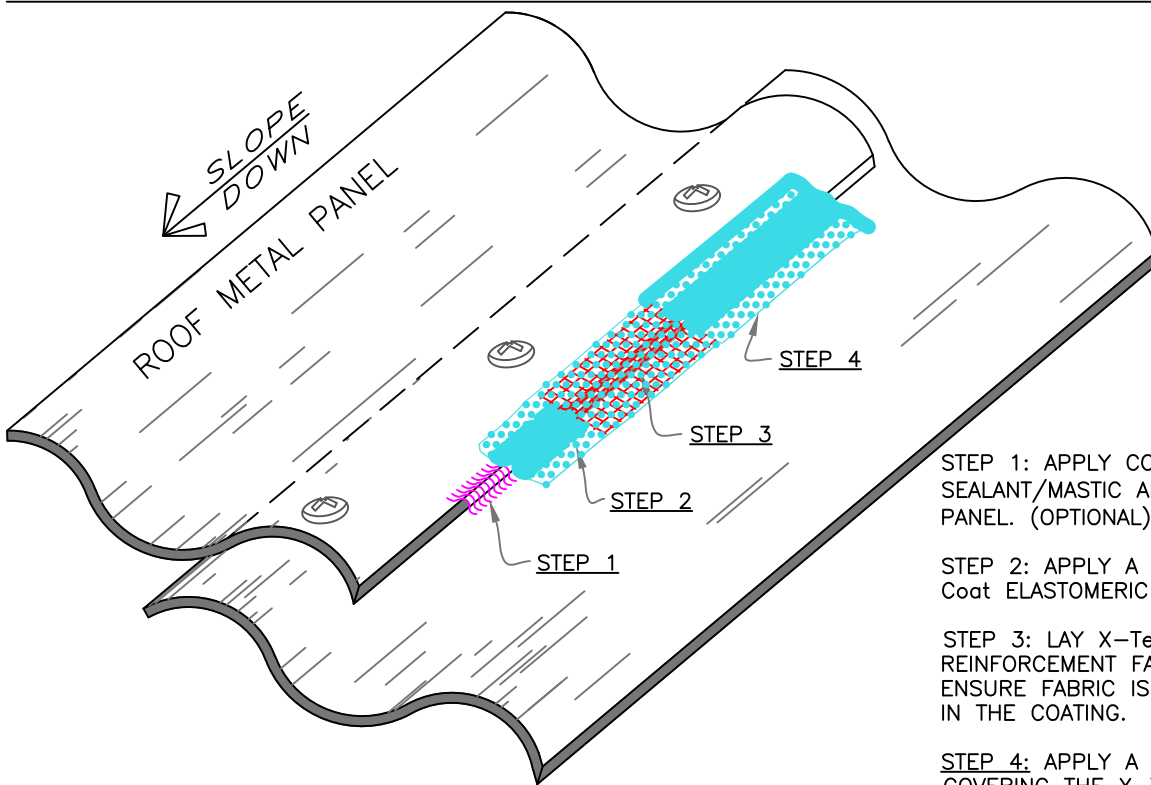 SLOPE
DOWN
ROOF METAL PANEL
STEP 4
STEP 3
STEP 2
STEP 1
STEP 1: APPLY
SEALANT/MASTIC
PANEL. (OPTIONAL)
STEP 2: APPLY A
Coat ELASTOMERIC
STEP 3: LAY
REINFORCEMENT
ENSURE FABRIC IS
IN THE COATING.
STEP 4: APPLY A
COVERING THE